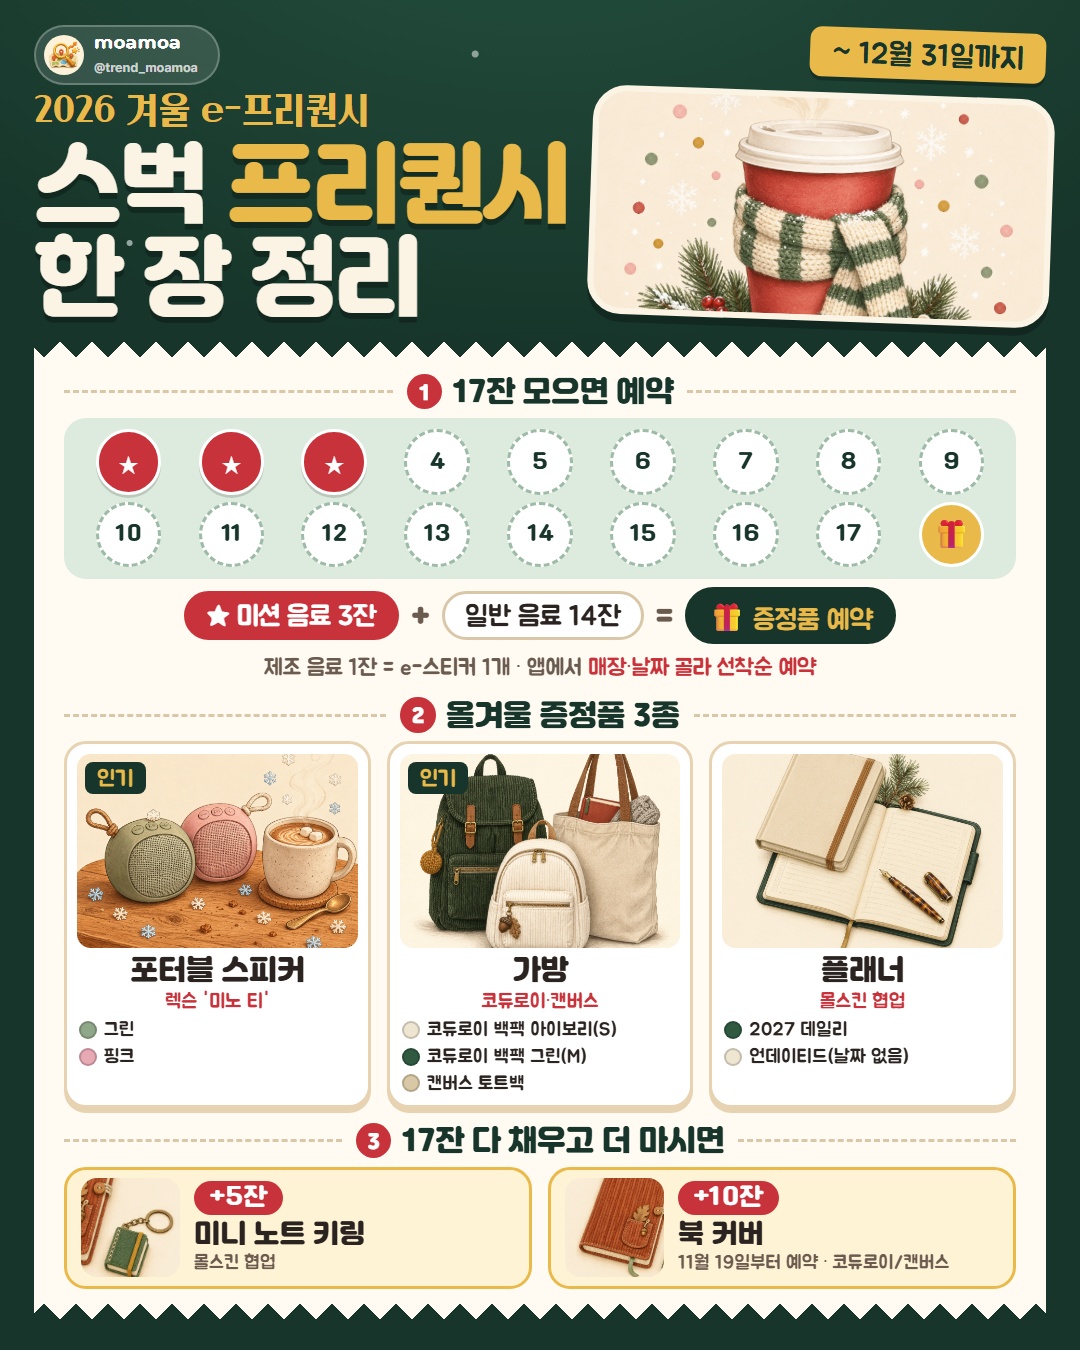 moamoa
@trend_moamoa
~ 12월 31일까지
2026 겨울 e-프리퀀시
스벅 프리퀀시
한 장 정리
1 17잔 모으면 예약
★ ★ ★ 4 5 6 7 8 9
10 11 12 13 14 15 16 17
★ 미션 음료 3잔 + 일반 음료 14잔 = 증정품 예약
제조 음료 1잔 = e-스티커 1개 · 앱에서 매장·날짜 골라 선착순 예약
2 올겨울 증정품 3종
인기
포터블 스피커
렉슨 '미노 티'
그린
핑크
인기
가방
코듀로이·캔버스
코듀로이 백팩 아이보리(S)
코듀로이 백팩 그린(M)
캔버스 토트백
플래너
몰스킨 협업
2027 데일리
언데이티드(날짜 없음)
3 17잔 다 채우고 더 마시면
+5잔
미니 노트 키링
몰스킨 협업
+10잔
북 커버
11월 19일부터 예약 · 코듀로이/캔버스